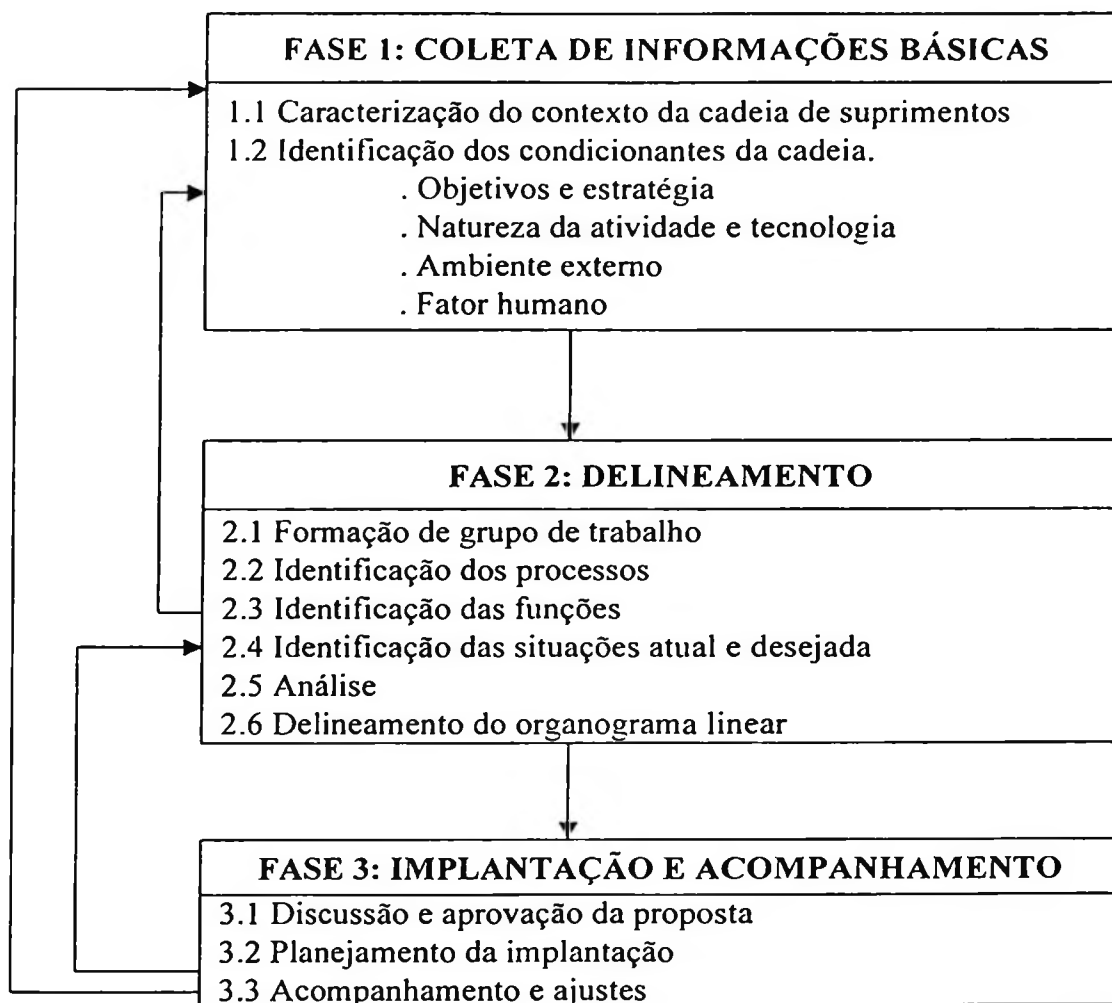 FASE 1: COLETA DE INFORMAÇÕES BÁSICAS
1.1 Caracterização do contexto da cadeia de suprimentos
1.2 Identificação dos condicionantes da cadeia.
. Objetivos e estratégia
. Natureza da atividade e tecnologia
. Ambiente externo
. Fator humano
FASE 2: DELINEAMENTO
2.1 Formação de grupo de trabalho
2.2 Identificação dos processos
2.3 Identificação das funções
2.4 Identificação das situações atual e desejada
2.5 Análise
2.6 Delineamento do organograma linear
FASE 3: IMPLANTAÇÃO E ACOMPANHAMENTO
3.1 Discussão e aprovação da proposta
3.2 Planejamento da implantação
3.3 Acompanhamento e ajustes